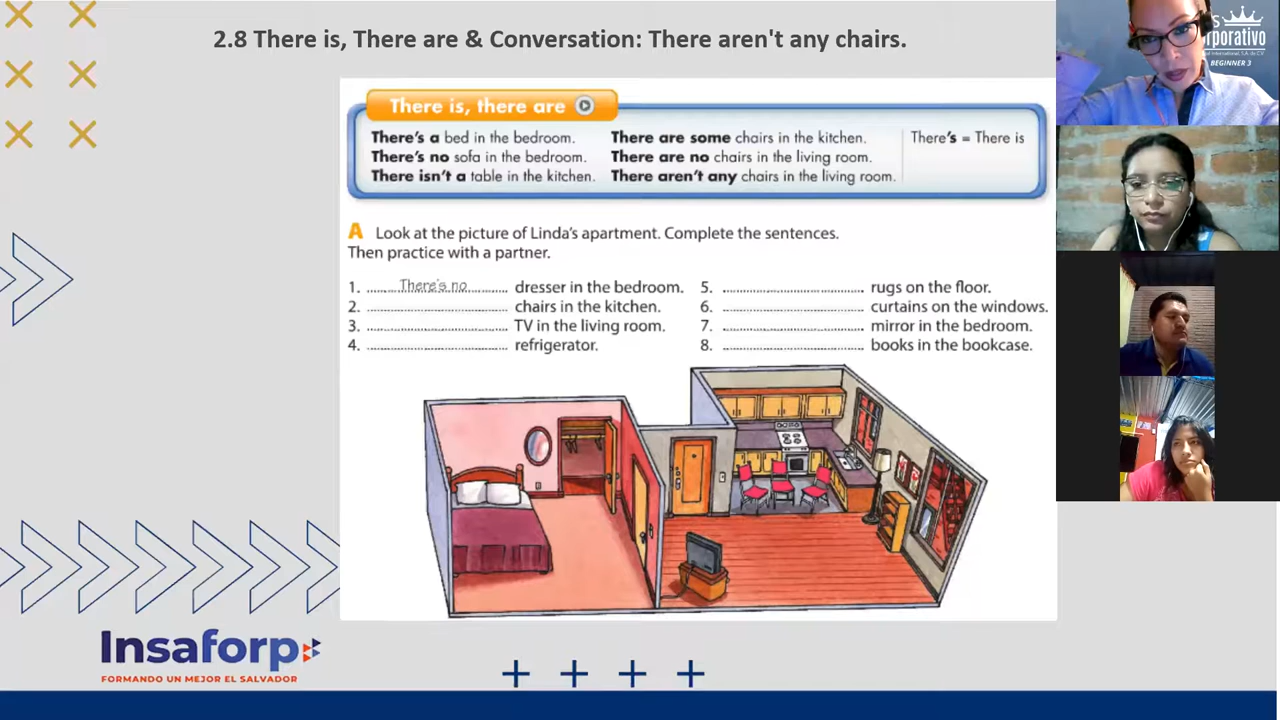 2.8 There is, There are & Conversation: There aren't any chairs.
There is, there are
There's a bed in the bedroom. There are some chairs in the kitchen. There's = There is
There's no sofa in the bedroom. There are no chairs in the living room.
There isn't a table in the kitchen. There aren't any chairs in the living room.
A Look at the picture of Linda's apartment. Complete the sentences.
Then practice with a partner.
1. There's no dresser in the bedroom.
2. chairs in the kitchen.
3. TV in the living room.
4. refrigerator.
5. rugs on the floor.
6. curtains on the windows.
7. mirror in the bedroom.
8. books in the bookcase.
Insaforp
FORMANDO UN MEJOR EL SALVADOR
BEGINNER 3